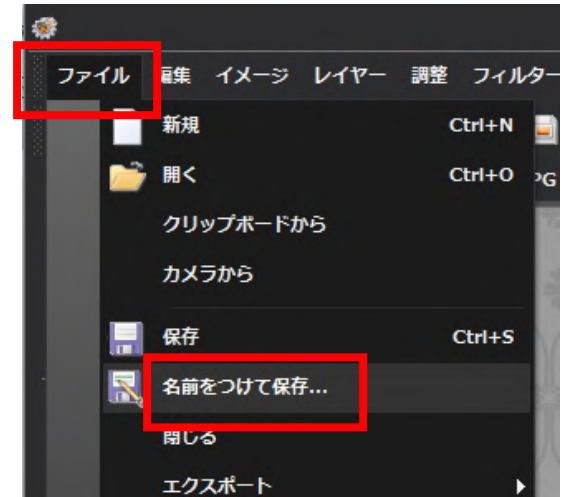 ファイル 編集 イメージ レイヤー 調整 フィルター
新規 Ctrl+N
開く Ctrl+O PG
クリップボードから
カメラから
保存 Ctrl+S
名前をつけて保存...
閉じる
エクスポート